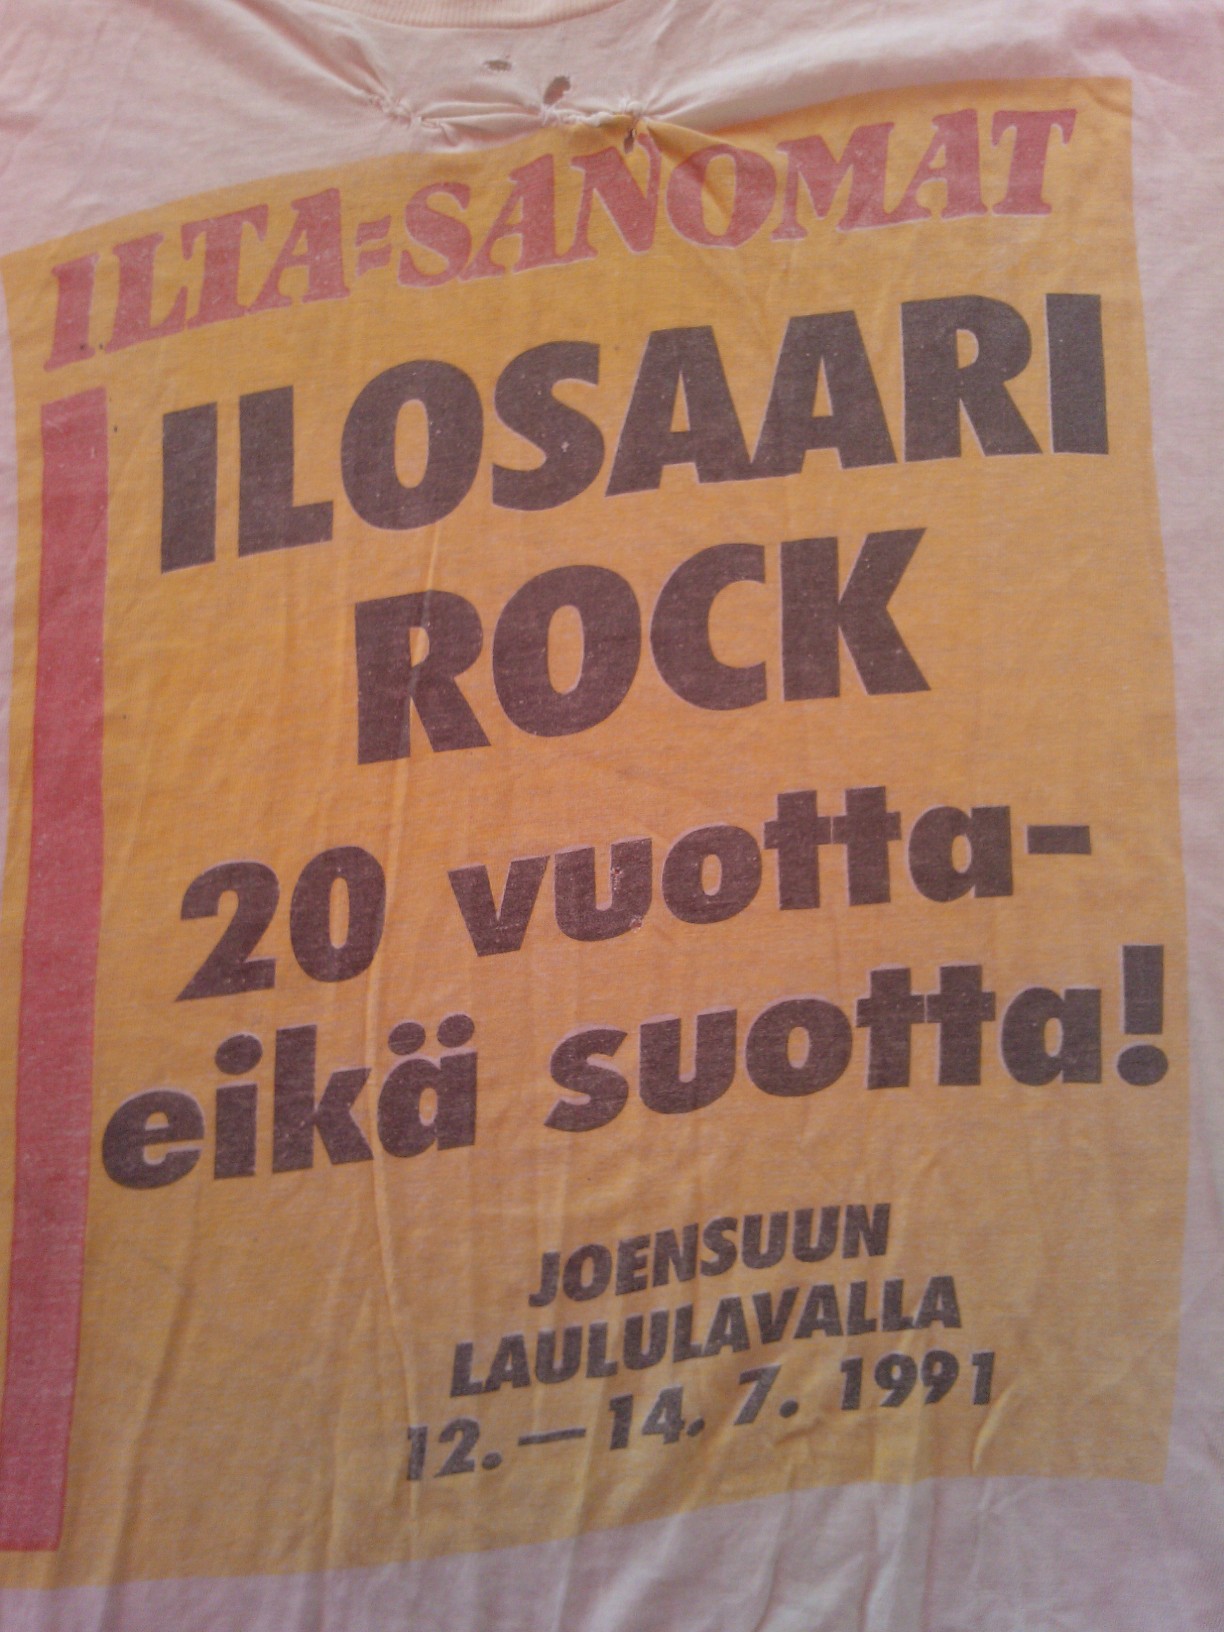 ILTA=SANOMAT
ILOSAARI
ROCK
20 vuotta-
eikä suotta!
JOENSUUN
LAULULAVALLA
12.—14. 7. 1991